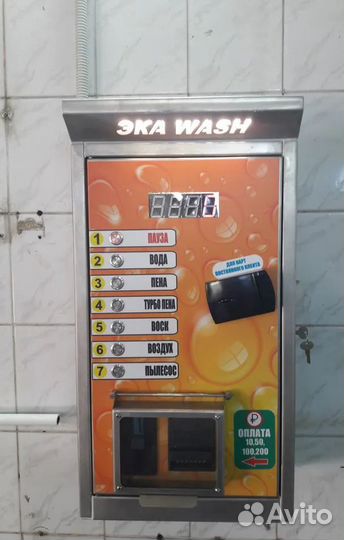 ЭКА WASH
1 ПАУЗА
2 ВОДА
3 ПЕНА
4 ТУРБО ПЕНА
5 ВОСК
6 ВОЗДУХ
7 ПЫЛЕСОС
ДЛЯ КАРТ
ПОСТОЯННОГО КЛИЕНТА
₽
ОПЛАТА
10,50,
100,200
Avito